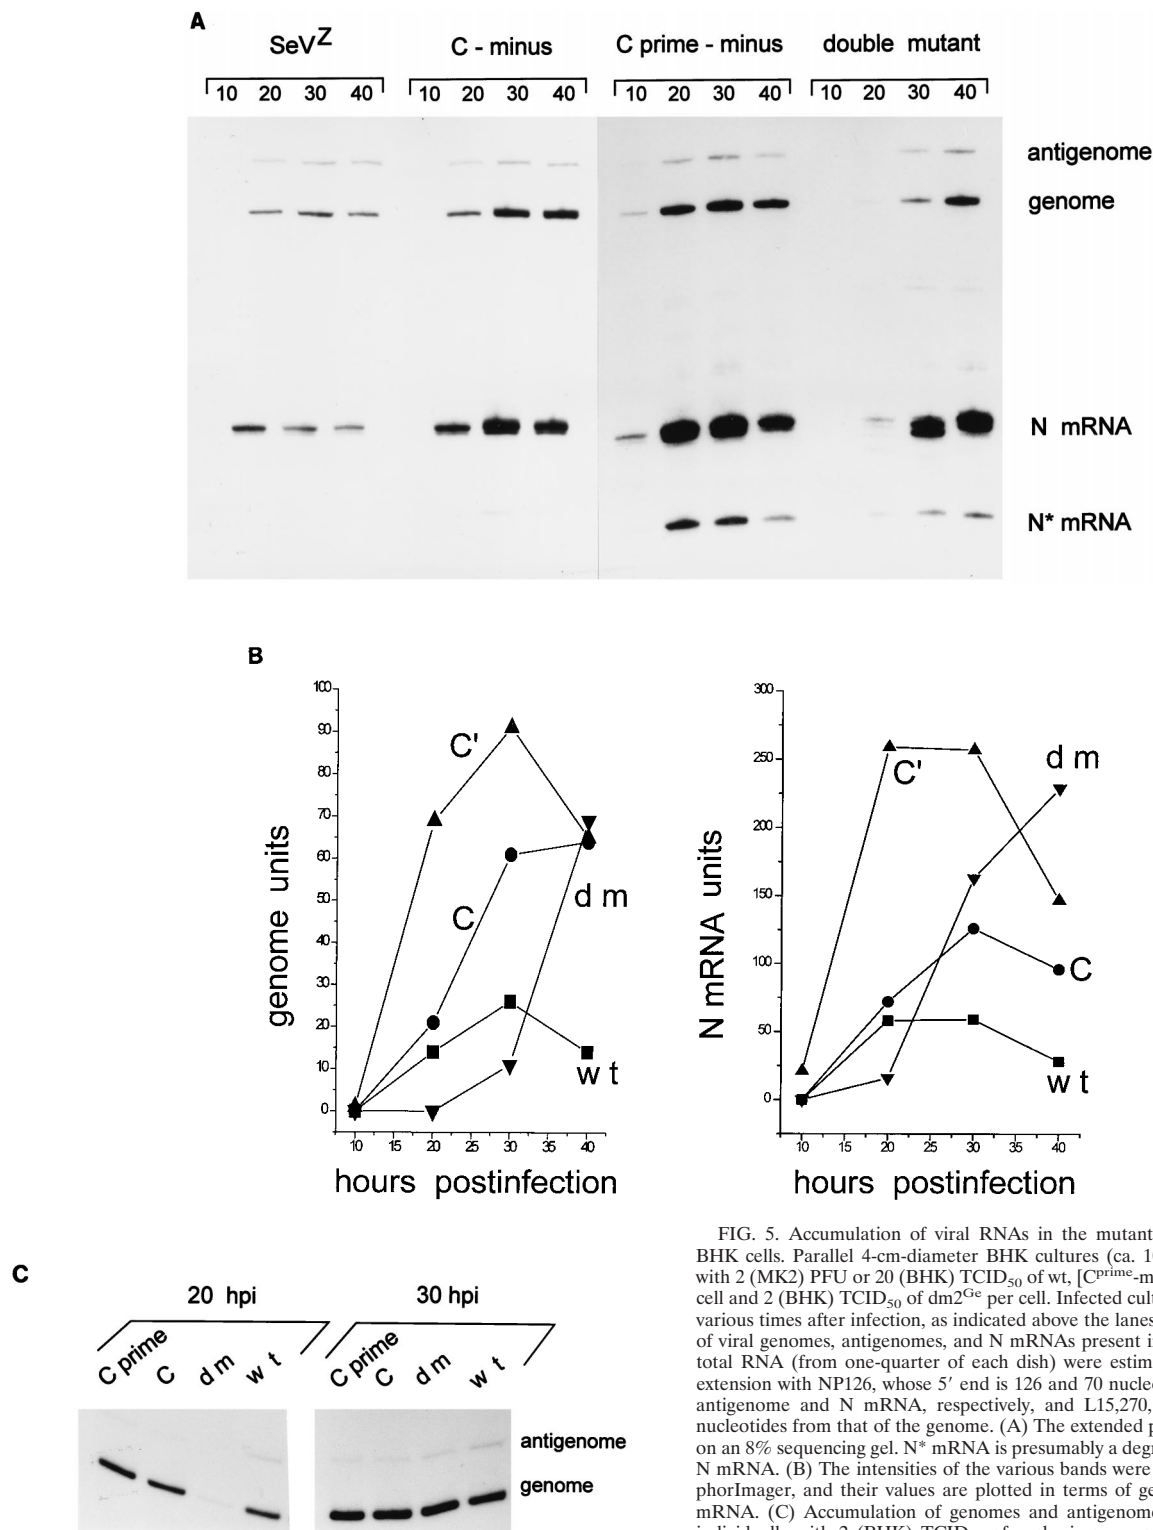 A
SeV^Z C - minus C prime - minus double mutant
10 20 30 40 10 20 30 40 10 20 30 40 10 20 30 40
antigenome
genome
N mRNA
N* mRNA
B
100
90
80
70
60
50
40
30
20
10
0
genome units
C'
C
d m
w t
10 15 20 25 30 35 40
hours postinfection
300
250
200
150
100
50
0
N mRNA units
C'
d m
C
w t
10 15 20 25 30 35 40
hours postinfection
C
20 hpi 30 hpi
C prime C d m w t C prime C d m w t
antigenome
genome
FIG. 5. Accumulation of viral RNAs in the mutant
BHK cells. Parallel 4-cm-diameter BHK cultures (ca. 10
with 2 (MK2) PFU or 20 (BHK) TCID50 of wt, [Cprime-m
cell and 2 (BHK) TCID50 of dm2Ge per cell. Infected cult
various times after infection, as indicated above the lanes
of viral genomes, antigenomes, and N mRNAs present i
total RNA (from one-quarter of each dish) were estim
extension with NP126, whose 5′ end is 126 and 70 nucle
antigenome and N mRNA, respectively, and L15,270,
nucleotides from that of the genome. (A) The extended p
on an 8% sequencing gel. N* mRNA is presumably a degr
N mRNA. (B) The intensities of the various bands were
phorImager, and their values are plotted in terms of ge
mRNA. (C) Accumulation of genomes and antigenome